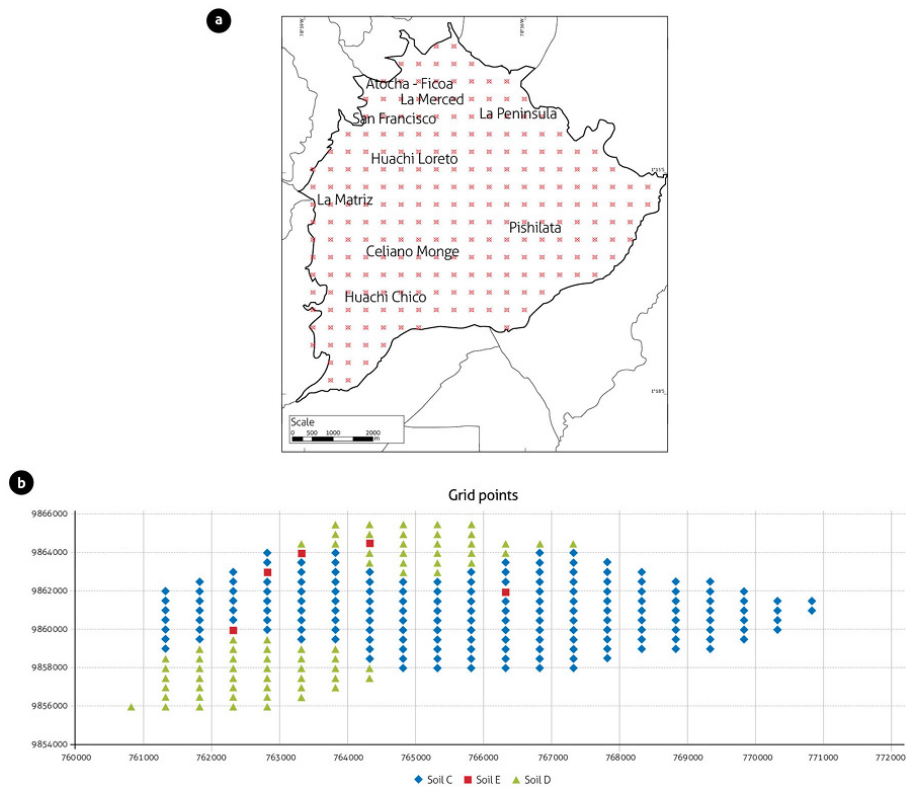 a
Atocha - Ficoa
La Merced
La Peninsula
San Francisco
Huachi Loreto
La Matriz
Pishilata
Celiano Monge
Huachi Chico
Scale
0 500 1000 2000
m
b
Grid points
9866000
9864000
9862000
9860000
9858000
9856000
9854000
760000 761000 762000 763000 764000 765000 766000 767000 768000 769000 770000 771000 772000
Soil C Soil E Soil D